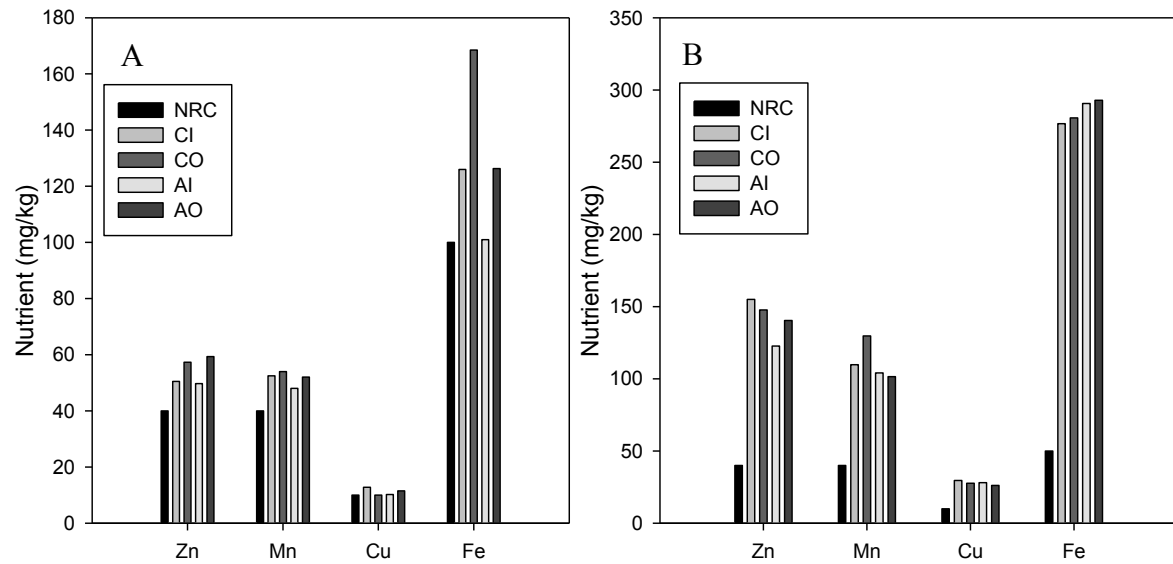 A
NRC
CI
CO
AI
AO
Nutrient (mg/kg)
180
160
140
120
100
80
60
40
20
0
Zn Mn Cu Fe
B
NRC
CI
CO
AI
AO
Nutrient (mg/kg)
350
300
250
200
150
100
50
0
Zn Mn Cu Fe